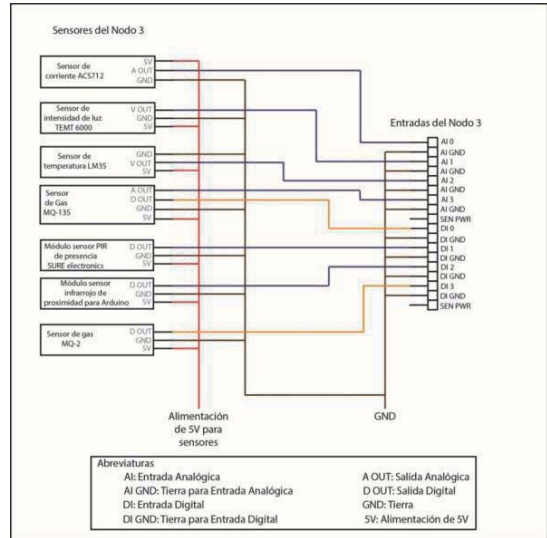 Sensores del Nodo 3
Sensor de
corriente ACS712
5V
A OUT
GND
Sensor de
intensidad de luz
TEMT 6000
V OUT
GND
5V
Sensor de
temperatura LM35
GND
V OUT
5V
Sensor
de Gas
MQ-135
A OUT
D OUT
GND
5V
Módulo sensor PIR
de presencia
SURE electronics
D OUT
GND
5V
Módulo sensor
infrarrojo de
proximidad para Arduino
D OUT
GND
5V
Sensor de gas
MQ-2
D OUT
GND
5V
Entradas del Nodo 3
AI 0
AI GND
AI 1
AI GND
AI 2
AI GND
AI 3
AI GND
SEN PWR
DI 0
DI GND
DI 1
DI GND
DI 2
DI GND
DI 3
DI GND
SEN PWR
Alimentación
de 5V para
sensores
GND
Abreviaturas
AI: Entrada Analógica
AI GND: Tierra para Entrada Analógica
DI: Entrada Digital
DI GND: Tierra para Entrada Digital
A OUT: Salida Analógica
D OUT: Salida Digital
GND: Tierra
5V: Alimentación de 5V